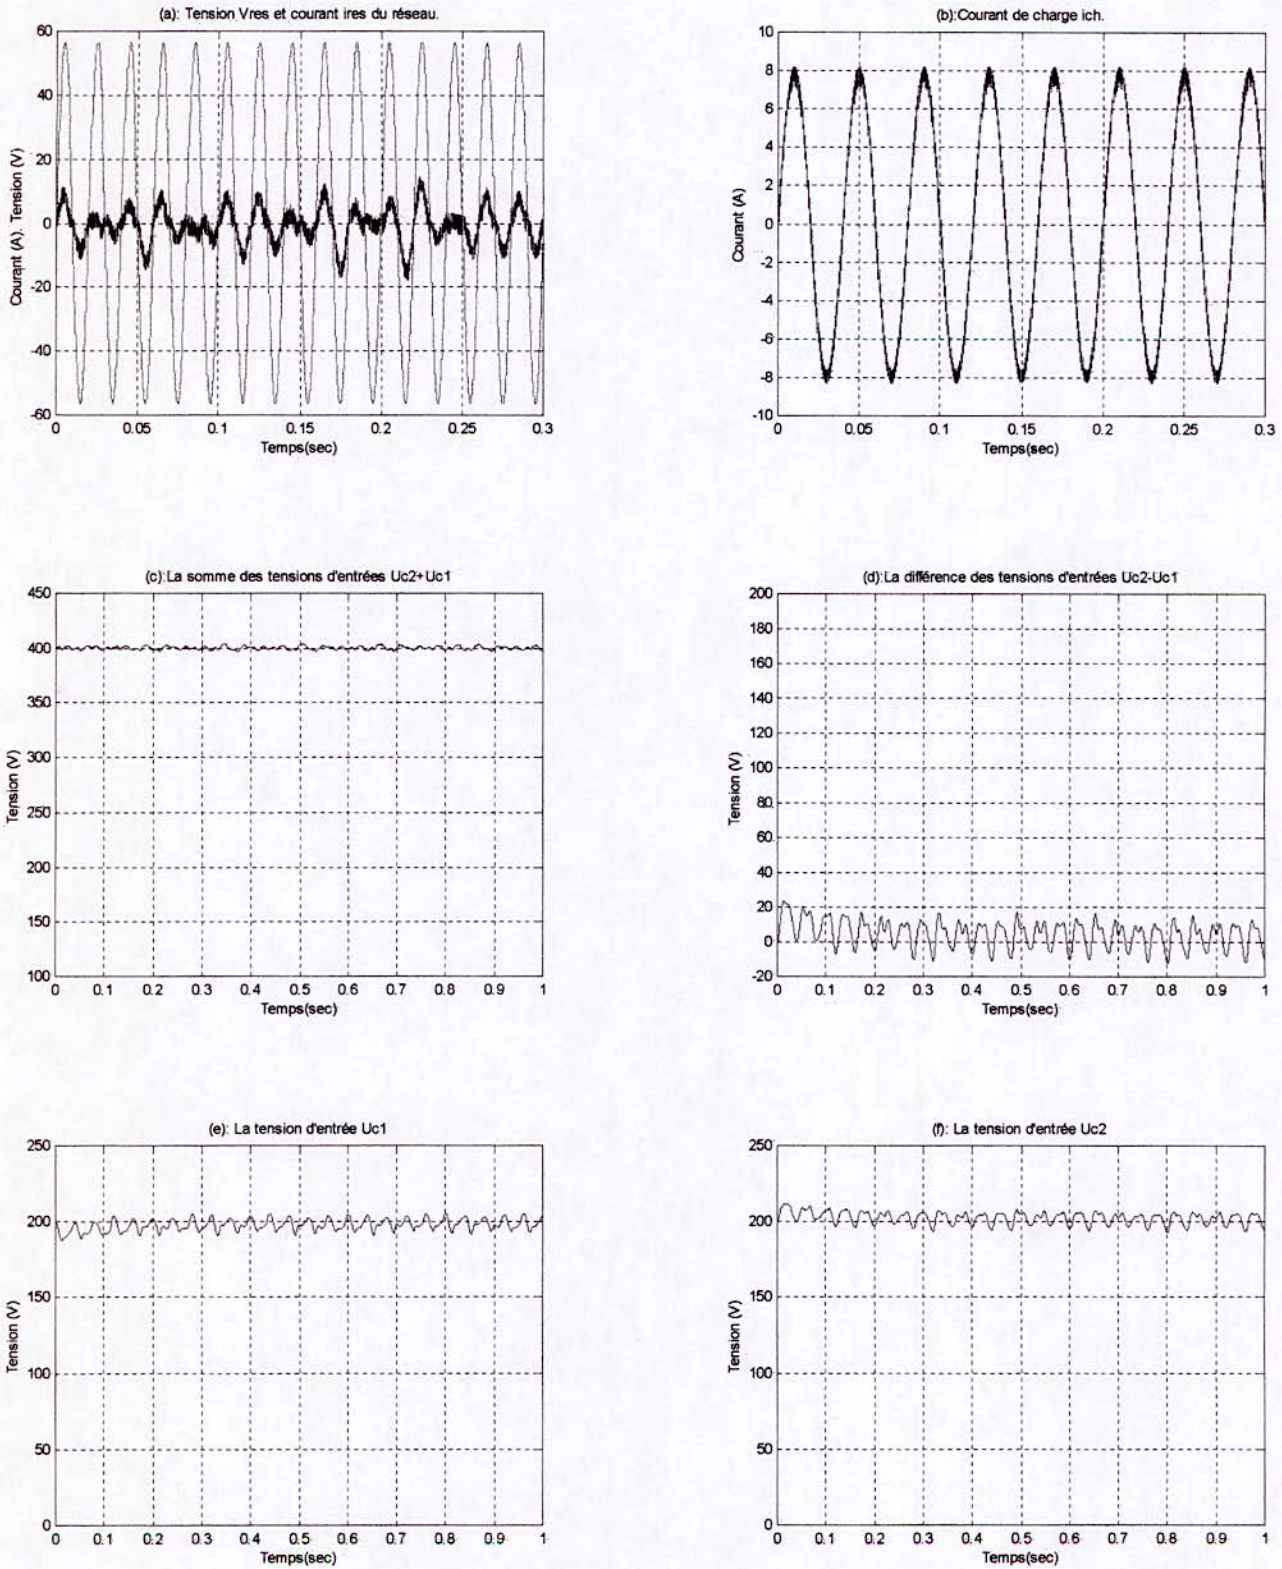 (a): Tension Vres et courant ires du réseau.
60
40
20
0
-20
-40
-60
Courant (A), Tension (V)
0 0.05 0.1 0.15 0.2 0.25 0.3
Temps(sec)
(b):Courant de charge ich.
10
8
6
4
2
0
-2
-4
-6
-8
-10
Courant (A)
0 0.05 0.1 0.15 0.2 0.25 0.3
Temps(sec)
(c):La somme des tensions d'entrées Uc2+Uc1
450
400
350
300
250
200
150
100
Tension (V)
0 0.1 0.2 0.3 0.4 0.5 0.6 0.7 0.8 0.9 1
Temps(sec)
(d):La différence des tensions d'entrées Uc2-Uc1
200
180
160
140
120
100
80
60
40
20
0
-20
Tension (V)
0 0.1 0.2 0.3 0.4 0.5 0.6 0.7 0.8 0.9 1
Temps(sec)
(e): La tension d'entrée Uc1
250
200
150
100
50
0
Tension (V)
0 0.1 0.2 0.3 0.4 0.5 0.6 0.7 0.8 0.9 1
Temps(sec)
(f): La tension d'entrée Uc2
250
200
150
100
50
0
Tension (V)
0 0.1 0.2 0.3 0.4 0.5 0.6 0.7 0.8 0.9 1
Temps(sec)